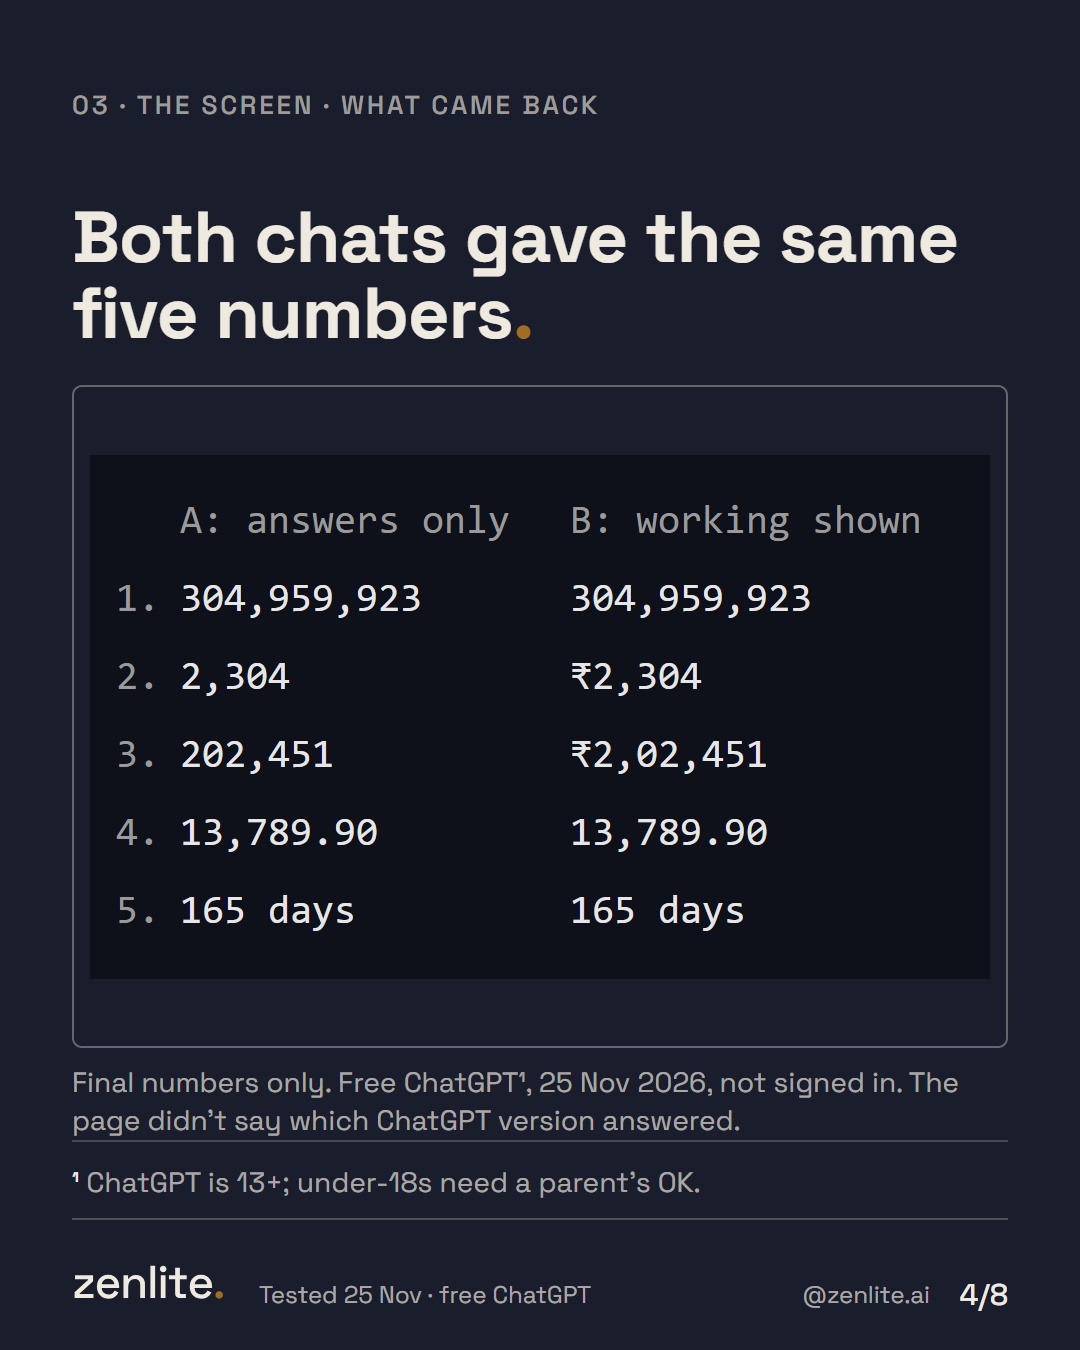 03 · THE SCREEN · WHAT CAME BACK
Both chats gave the same
five numbers.
A: answers only B: working shown
1. 304,959,923 304,959,923
2. 2,304 ₹2,304
3. 202,451 ₹2,02,451
4. 13,789.90 13,789.90
5. 165 days 165 days
Final numbers only. Free ChatGPT¹, 25 Nov 2026, not signed in. The
page didn’t say which ChatGPT version answered.
¹ ChatGPT is 13+; under-18s need a parent’s OK.
zenlite. Tested 25 Nov · free ChatGPT @zenlite.ai 4/8